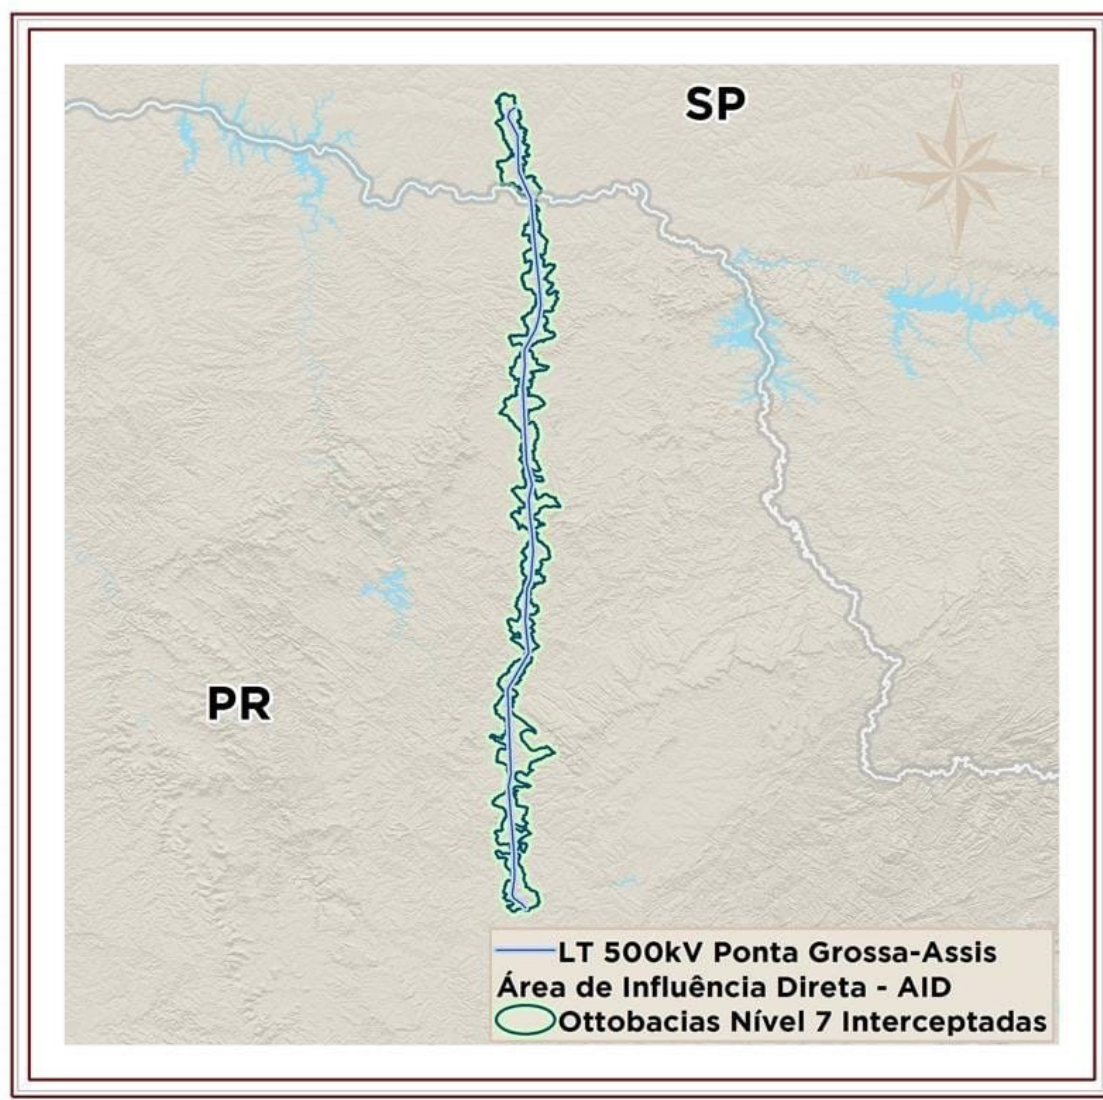 N
SP
W
E
PR
LT 500kV Ponta Grossa-Assis
Área de Influência Direta - AID
Ottobacias Nível 7 Interceptadas